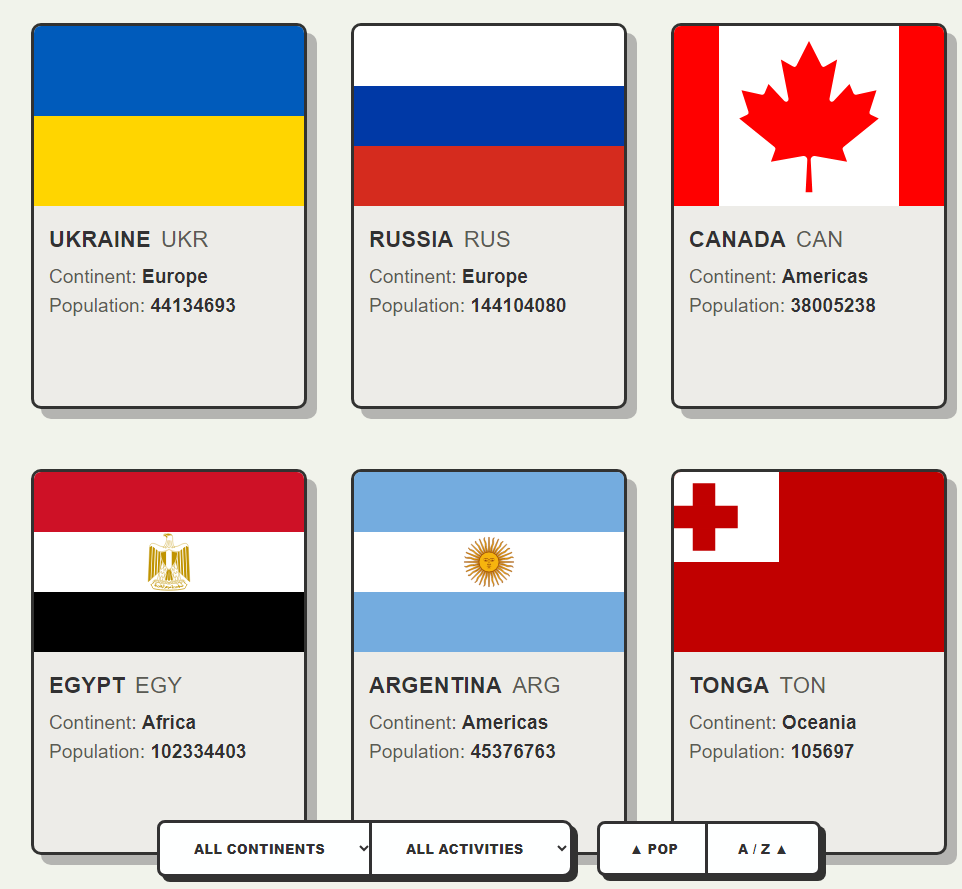 UKRAINE UKR
Continent: Europe
Population: 44134693
RUSSIA RUS
Continent: Europe
Population: 144104080
CANADA CAN
Continent: Americas
Population: 38005238
EGYPT EGY
Continent: Africa
Population: 102334403
ARGENTINA ARG
Continent: Americas
Population: 45376763
TONGA TON
Continent: Oceania
Population: 105697
ALL CONTINENTS
ALL ACTIVITIES
▲ POP
A / Z ▲